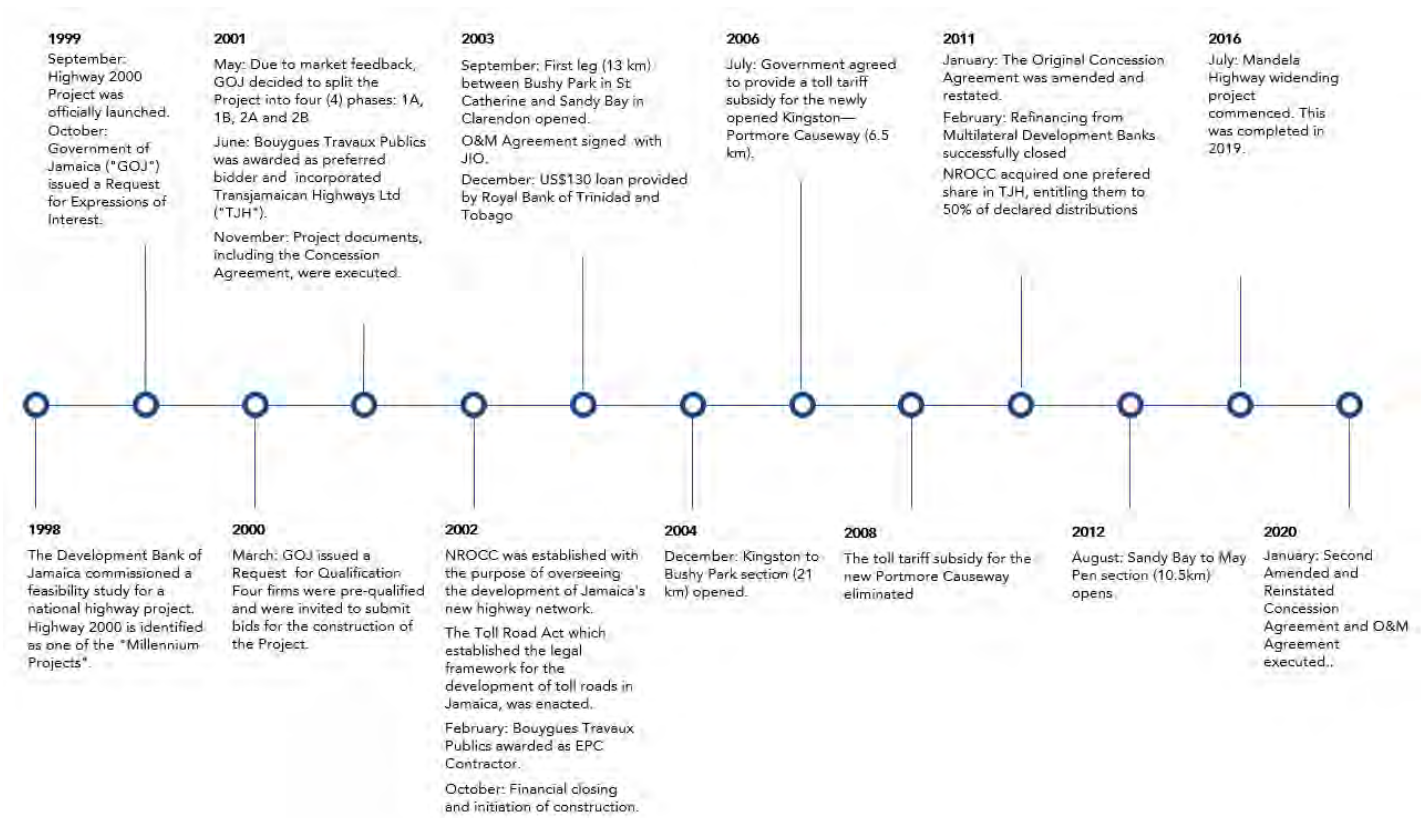 1999
September:
Highway 2000
Project was
officially launched.
October:
Government of
Jamaica ("GOJ")
issued a Request
for Expressions of
Interest.
2001
May: Due to market feedback,
GOJ decided to split the
Project into four (4) phases: 1A,
1B, 2A and 2B
June: Bouygues Travaux Publics
was awarded as preferred
bidder and incorporated
Transjamaican Highways Ltd
("TJH").
November: Project documents,
including the Concession
Agreement, were executed.
2003
September: First leg (13 km)
between Bushy Park in St
Catherine and Sandy Bay in
Clarendon opened.
O&M Agreement signed with
JIO.
December: US$130 loan provided
by Royal Bank of Trinidad and
Tobago
2006
July: Government agreed
to provide a toll tariff
subsidy for the newly
opened Kingston—
Portmore Causeway (6.5
km).
2011
January: The Original Concession
Agreement was amended and
restated.
February: Refinancing from
Multilateral Development Banks
successfully closed
NROCC acquired one prefered
share in TJH, entitling them to
50% of declared distributions
2016
July: Mandela
Highway widening
project
commenced. This
was completed in
2019.
1998
The Development Bank of
Jamaica commissioned a
feasibility study for a
national highway project.
Highway 2000 is identified
as one of the "Millennium
Projects".
2000
March: GOJ issued a
Request for Qualification
Four firms were pre-qualified
and were invited to submit
bids for the construction of
the Project.
2002
NROCC was established with
the purpose of overseeing
the development of Jamaica's
new highway network.
The Toll Road Act which
established the legal
framework for the
development of toll roads in
Jamaica, was enacted.
February: Bouygues Travaux
Publics awarded as EPC
Contractor.
October: Financial closing
and initiation of construction.
2004
December: Kingston to
Bushy Park section (21
km) opened.
2008
The toll tariff subsidy for the
new Portmore Causeway
eliminated
2012
August: Sandy Bay to May
Pen section (10.5km)
opens
2020
January: Second
Amended and
Reinstated
Concession
Agreement and O&M
Agreement
executed..